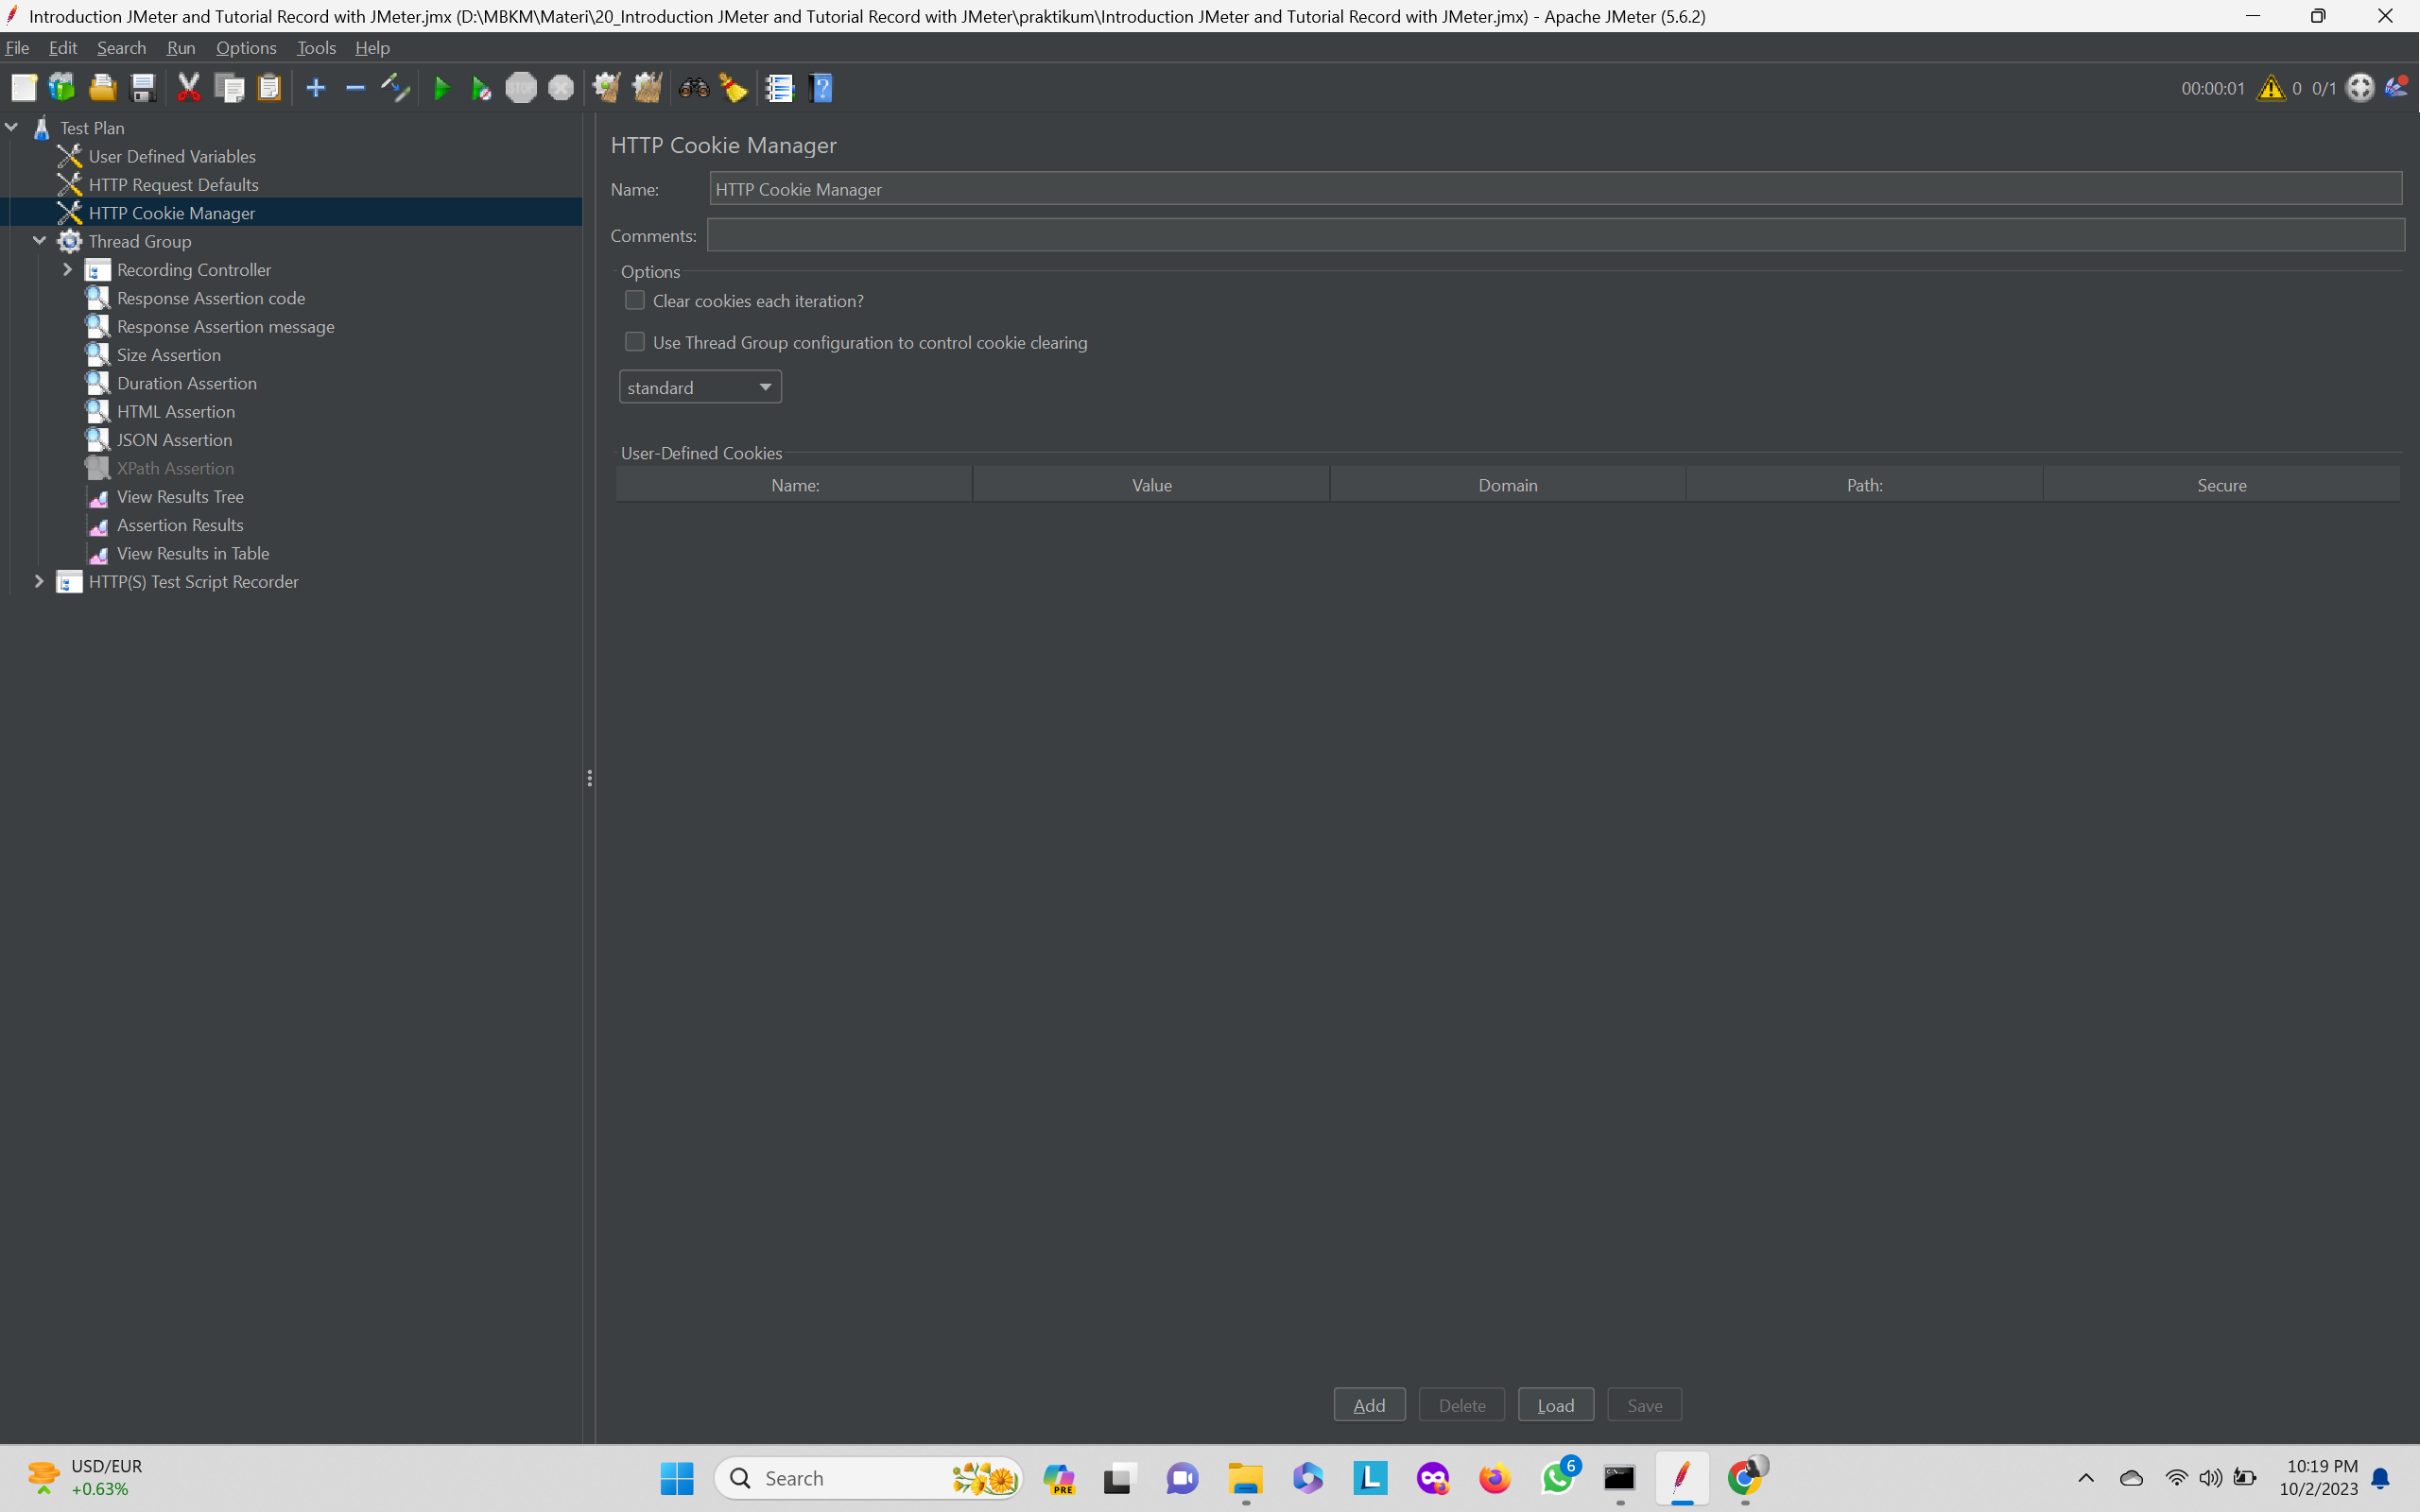 Introduction JMeter and Tutorial Record with JMeter.jmx (D:\MBKM\Materi\20_Introduction JMeter and Tutorial Record with JMeter\praktikum\Introduction JMeter and Tutorial Record with JMeter.jmx) - Apache JMeter (5.6.2)
File Edit Search Run Options Tools Help
STOP ? 00:00:01 0 0/1
Test Plan
User Defined Variables
HTTP Request Defaults
HTTP Cookie Manager
Thread Group
Recording Controller
Response Assertion code
Response Assertion message
Size Assertion
Duration Assertion
HTML Assertion
JSON Assertion
XPath Assertion
View Results Tree
Assertion Results
View Results in Table
HTTP(S) Test Script Recorder
HTTP Cookie Manager
Name: HTTP Cookie Manager
Comments:
Options
Clear cookies each iteration?
Use Thread Group configuration to control cookie clearing
standard
User-Defined Cookies
Name: Value Domain Path: Secure
Add Delete Load Save
USD/EUR
+0.63%
Search
PRE
L
6
10:19 PM
10/2/2023